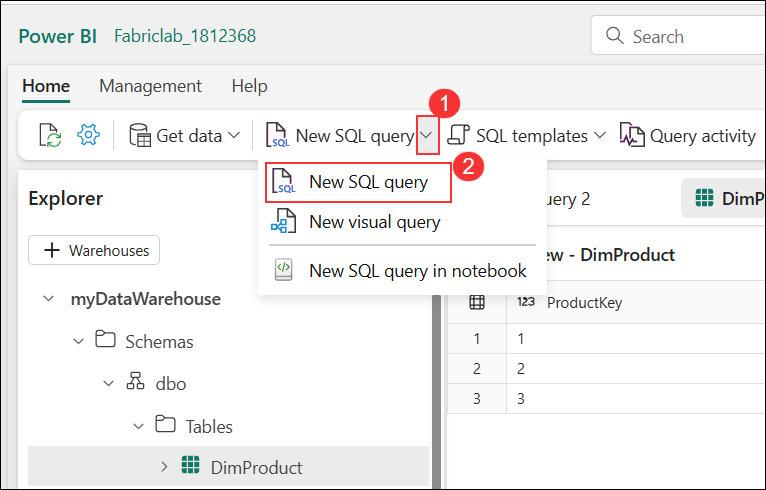 Power BI Fabriclab_1812368 Search
Home Management Help
1
Get data SQL New SQL query SQL templates Query activity
2
SQL New SQL query
New visual query
New SQL query in notebook
Explorer
Warehouses
myDataWarehouse
Schemas
dbo
Tables
DimProduct
uery 2 DimP
ew - DimProduct
123 ProductKey
1 1
2 2
3 3